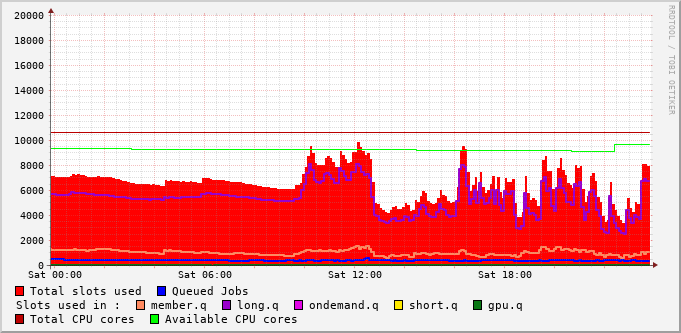 20000
18000
16000
14000
12000
10000
8000
6000
4000
2000
0
Sat 00:00 Sat 06:00 Sat 12:00 Sat 18:00
RRDTOOL / TOBI OETIKER
Total slots used Queued Jobs
Slots used in : member.q long.q ondemand.q short.q gpu.q
Total CPU cores Available CPU cores